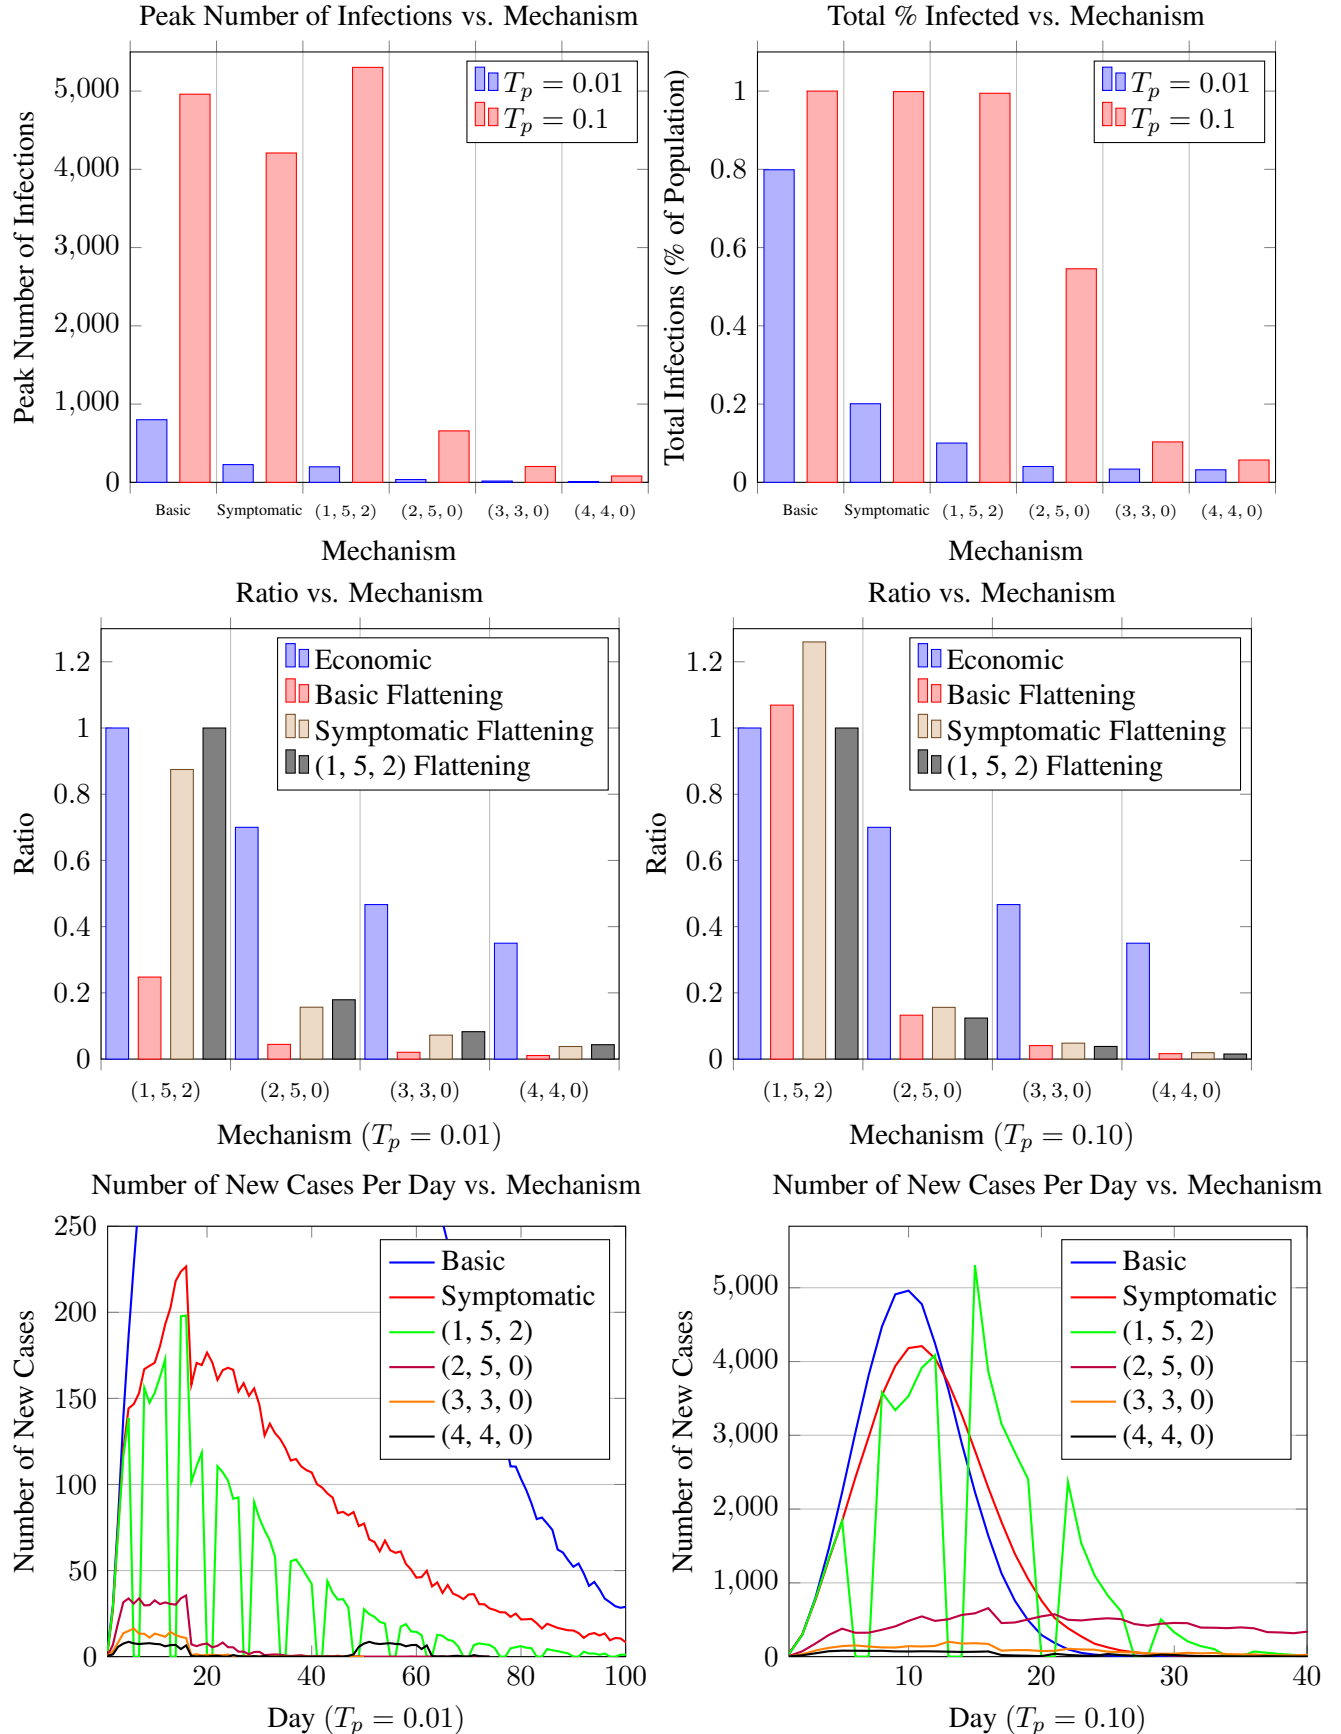 Peak Number of Infections vs. Mechanism
Peak Number of Infections
5,000
4,000
3,000
2,000
1,000
0
T_p = 0.01
T_p = 0.1
Basic Symptomatic (1, 5, 2) (2, 5, 0) (3, 3, 0) (4, 4, 0)
Mechanism
Total % Infected vs. Mechanism
Total Infections (% of Population)
1
0.8
0.6
0.4
0.2
0
T_p = 0.01
T_p = 0.1
Basic Symptomatic (1, 5, 2) (2, 5, 0) (3, 3, 0) (4, 4, 0)
Mechanism
Ratio vs. Mechanism
Ratio
1.2
1
0.8
0.6
0.4
0.2
0
Economic
Basic Flattening
Symptomatic Flattening
(1, 5, 2) Flattening
(1, 5, 2) (2, 5, 0) (3, 3, 0) (4, 4, 0)
Mechanism (T_p = 0.01)
Ratio vs. Mechanism
Ratio
1.2
1
0.8
0.6
0.4
0.2
0
Economic
Basic Flattening
Symptomatic Flattening
(1, 5, 2) Flattening
(1, 5, 2) (2, 5, 0) (3, 3, 0) (4, 4, 0)
Mechanism (T_p = 0.10)
Number of New Cases Per Day vs. Mechanism
Number of New Cases
250
200
150
100
50
0
Basic
Symptomatic
(1, 5, 2)
(2, 5, 0)
(3, 3, 0)
(4, 4, 0)
20 40 60 80 100
Day (T_p = 0.01)
Number of New Cases Per Day vs. Mechanism
Number of New Cases
5,000
4,000
3,000
2,000
1,000
0
Basic
Symptomatic
(1, 5, 2)
(2, 5, 0)
(3, 3, 0)
(4, 4, 0)
10 20 30 40
Day (T_p = 0.10)